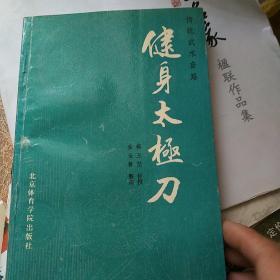 传统武术套路
健身太極刀
北京体育学院出版社
楹联作品集